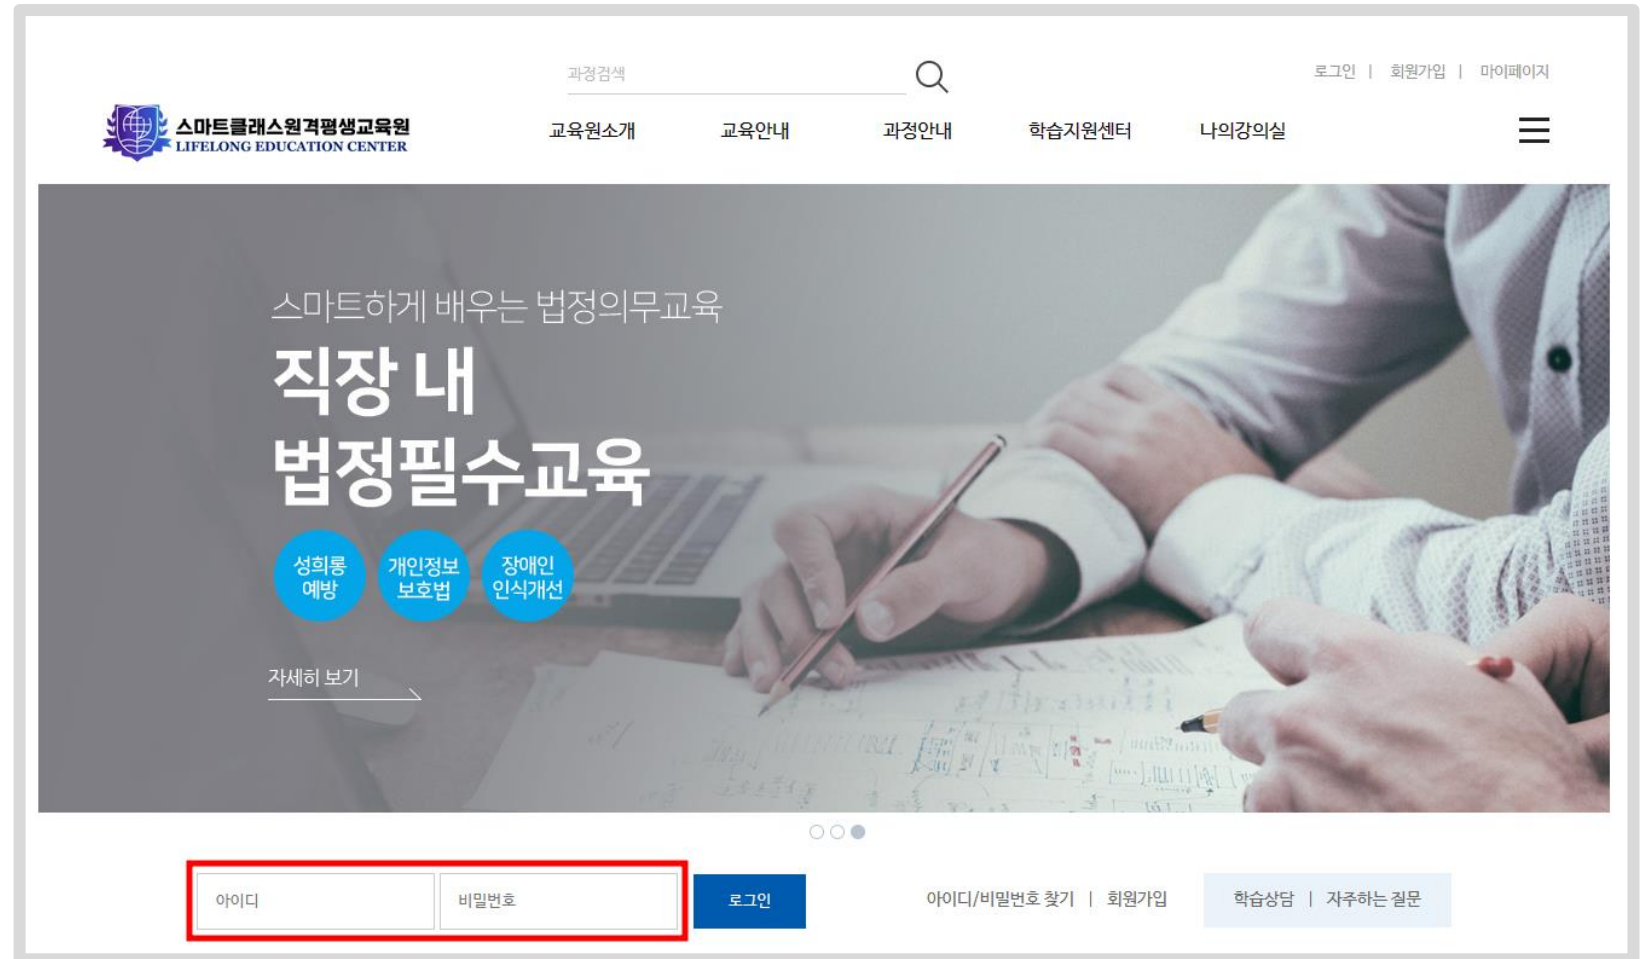 과정검색
로그인 | 회원가입 | 마이페이지
스마트클래스원격평생교육원
LIFELONG EDUCATION CENTER
교육원소개 교육안내 과정안내 학습지원센터 나의강의실
스마트하게 배우는 법정의무교육
직장 내
법정필수교육
성희롱
예방
개인정보
보호법
장애인
인식개선
자세히 보기
아이디 비밀번호 로그인 아이디/비밀번호 찾기 | 회원가입 학습상담 | 자주하는 질문